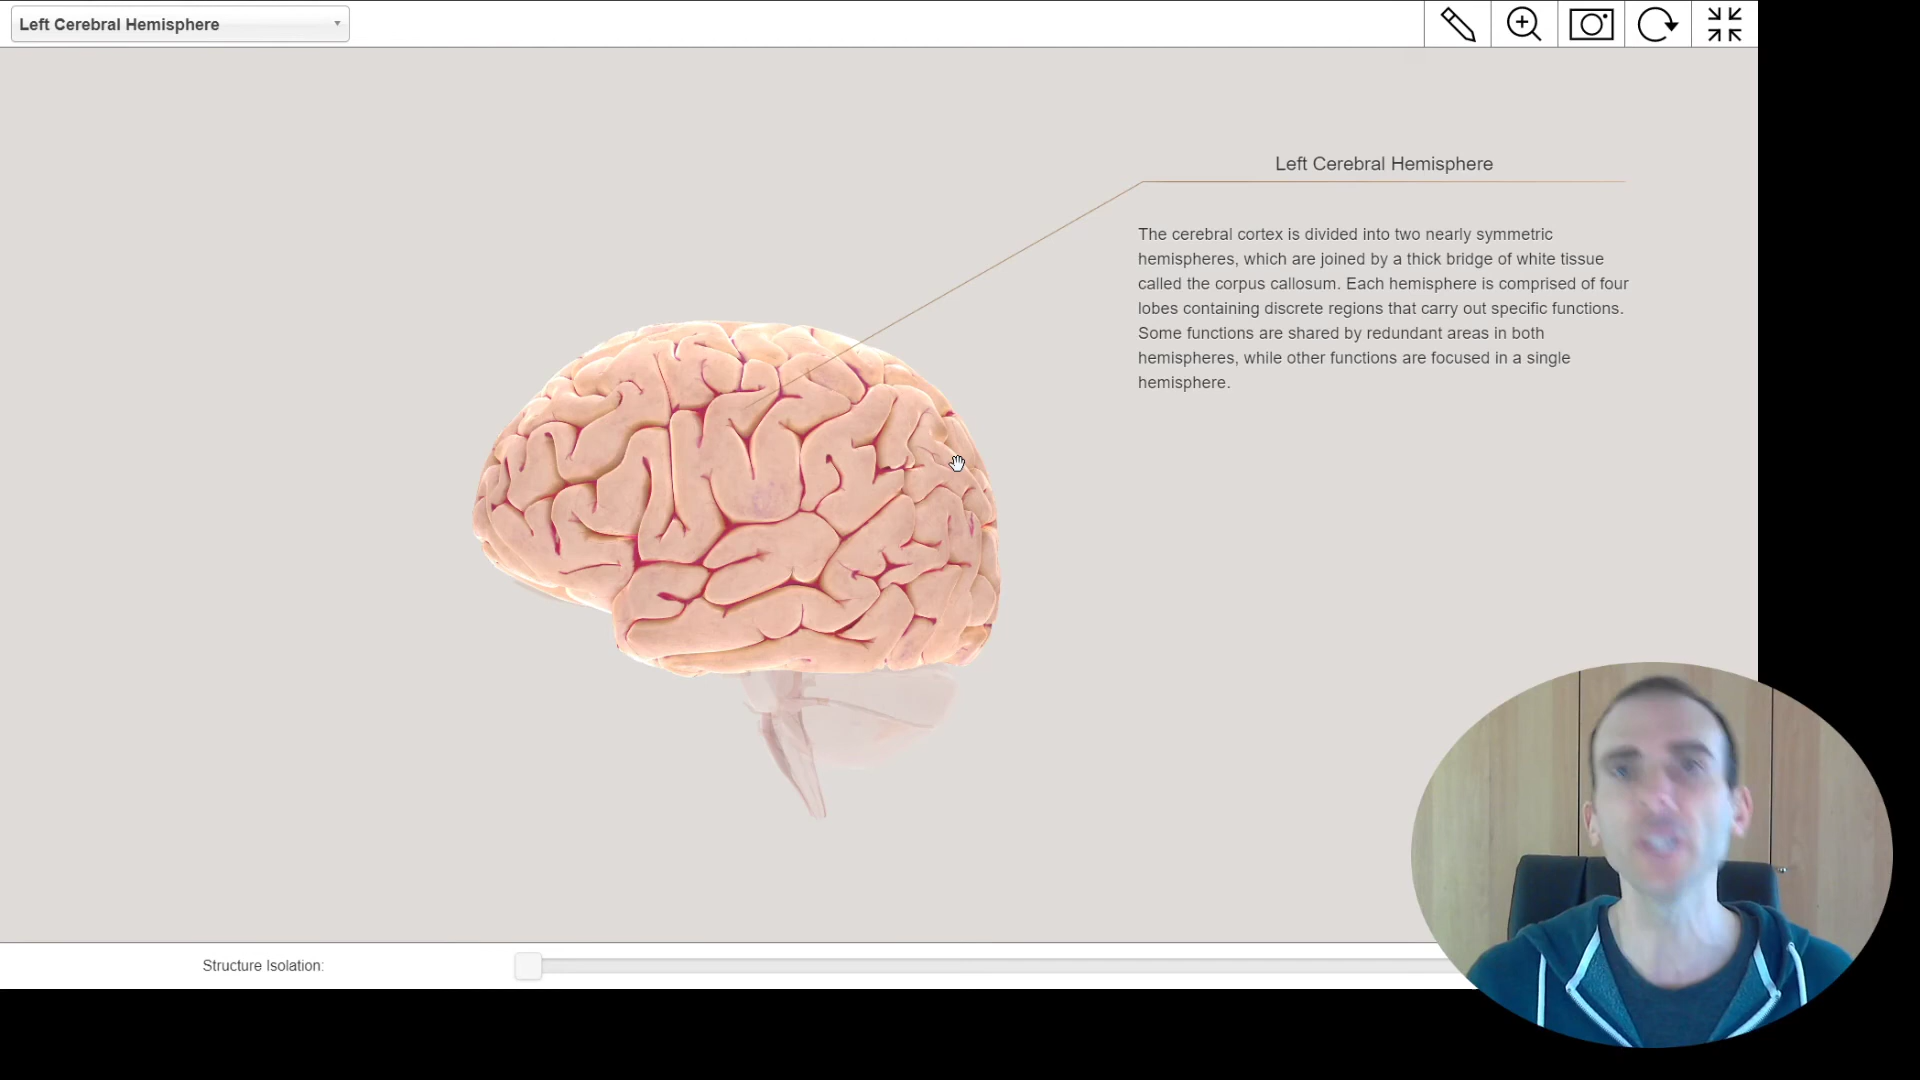 Left Cerebral Hemisphere
Left Cerebral Hemisphere
The cerebral cortex is divided into two nearly symmetric
hemispheres, which are joined by a thick bridge of white tissue
called the corpus callosum. Each hemisphere is comprised of four
lobes containing discrete regions that carry out specific functions.
Some functions are shared by redundant areas in both
hemispheres, while other functions are focused in a single
hemisphere.
Structure Isolation: